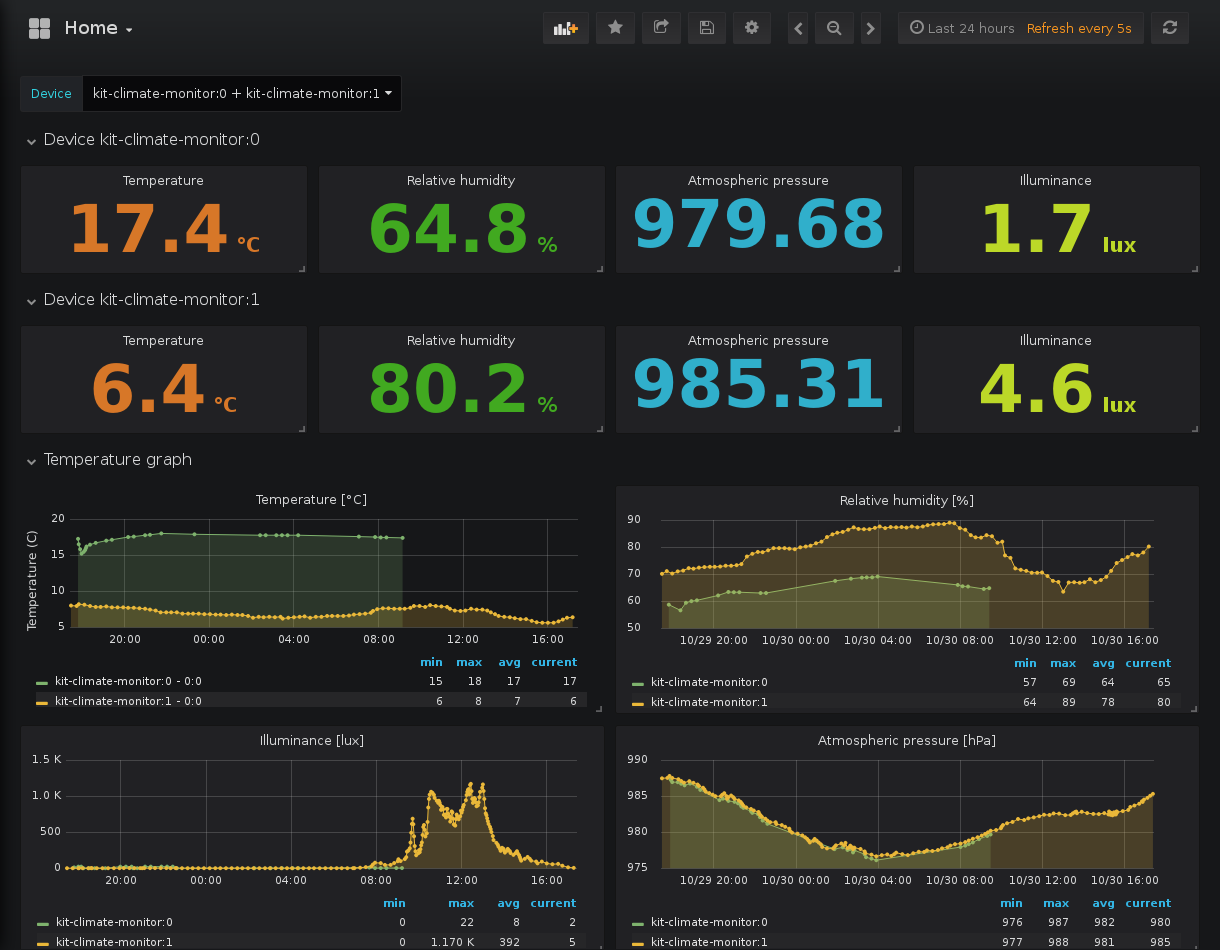 Home
Last 24 hours Refresh every 5s
Device kit-climate-monitor:0 + kit-climate-monitor:1
Device kit-climate-monitor:0
Temperature Relative humidity Atmospheric pressure Illuminance
17.4 °C 64.8 % 979.68 1.7 lux
Device kit-climate-monitor:1
Temperature Relative humidity Atmospheric pressure Illuminance
6.4 °C 80.2 % 985.31 4.6 lux
Temperature graph
Temperature [°C]
Temperature (C)
20
15
10
5
20:00 00:00 04:00 08:00 12:00 16:00
min max avg current
kit-climate-monitor:0 - 0:0 15 18 17 17
kit-climate-monitor:1 - 0:0 6 8 7 6
Relative humidity [%]
90
80
70
60
50
10/29 20:00 10/30 00:00 10/30 04:00 10/30 08:00 10/30 12:00 10/30 16:00
min max avg current
kit-climate-monitor:0 57 69 64 65
kit-climate-monitor:1 64 89 78 80
Illuminance [lux]
1.5 K
1.0 K
500
0
20:00 00:00 04:00 08:00 12:00 16:00
min max avg current
kit-climate-monitor:0 0 22 8 2
kit-climate-monitor:1 0 1.170 K 392 5
Atmospheric pressure [hPa]
990
985
980
975
10/29 20:00 10/30 00:00 10/30 04:00 10/30 08:00 10/30 12:00 10/30 16:00
min max avg current
kit-climate-monitor:0 976 987 982 980
kit-climate-monitor:1 977 988 981 985